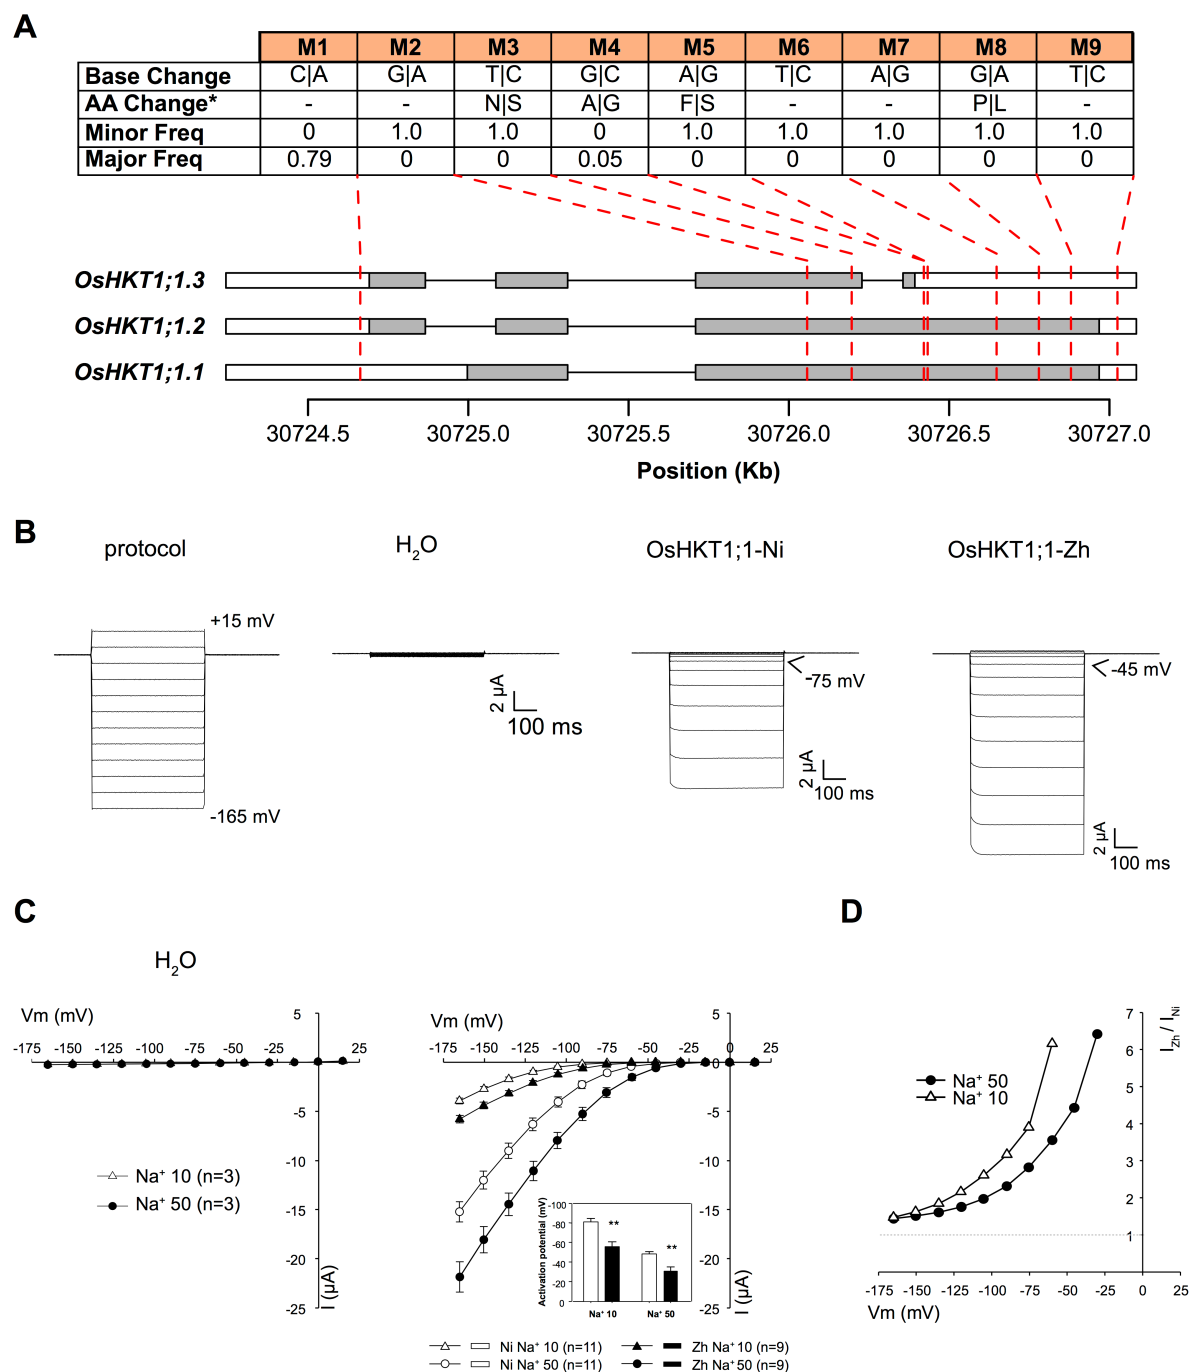 A
M1 M2 M3 M4 M5 M6 M7 M8 M9
Base Change C|A G|A T|C G|C A|G T|C A|G G|A T|C
AA Change* - - N|S A|G F|S - - P|L -
Minor Freq 0 1.0 1.0 0 1.0 1.0 1.0 1.0 1.0
Major Freq 0.79 0 0 0.05 0 0 0 0 0
OsHKT1;1.3
OsHKT1;1.2
OsHKT1;1.1
30724.5 30725.0 30725.5 30726.0 30726.5 30727.0
Position (Kb)
B
protocol
H2O
OsHKT1;1-Ni
OsHKT1;1-Zh
+15 mV
-165 mV
2 µA
100 ms
-75 mV
2 µA
100 ms
-45 mV
2 µA
100 ms
C
H2O
Vm (mV)
-175 -125 -100 -75 -50 -25 0 25
5
-5
-10
-15
-20
-25
I (µA)
Na+ 10 (n=3)
Na+ 50 (n=3)
Vm (mV)
-175 -150 -125 -100 -75 -50 -25 0 25
5
-5
-10
-15
-20
-25
I (µA)
Activation potential (mV)
-100
-80
-60
-40
-20
0
**
**
Na+ 10 Na+ 50
Ni Na+ 10 (n=11) Zh Na+ 10 (n=9)
Ni Na+ 50 (n=11) Zh Na+ 50 (n=9)
D
IZh / INi
7
6
5
4
3
2
1
Na+ 50
Na+ 10
-175 -150 -125 -100 -75 -50 -25 0 25
Vm (mV)